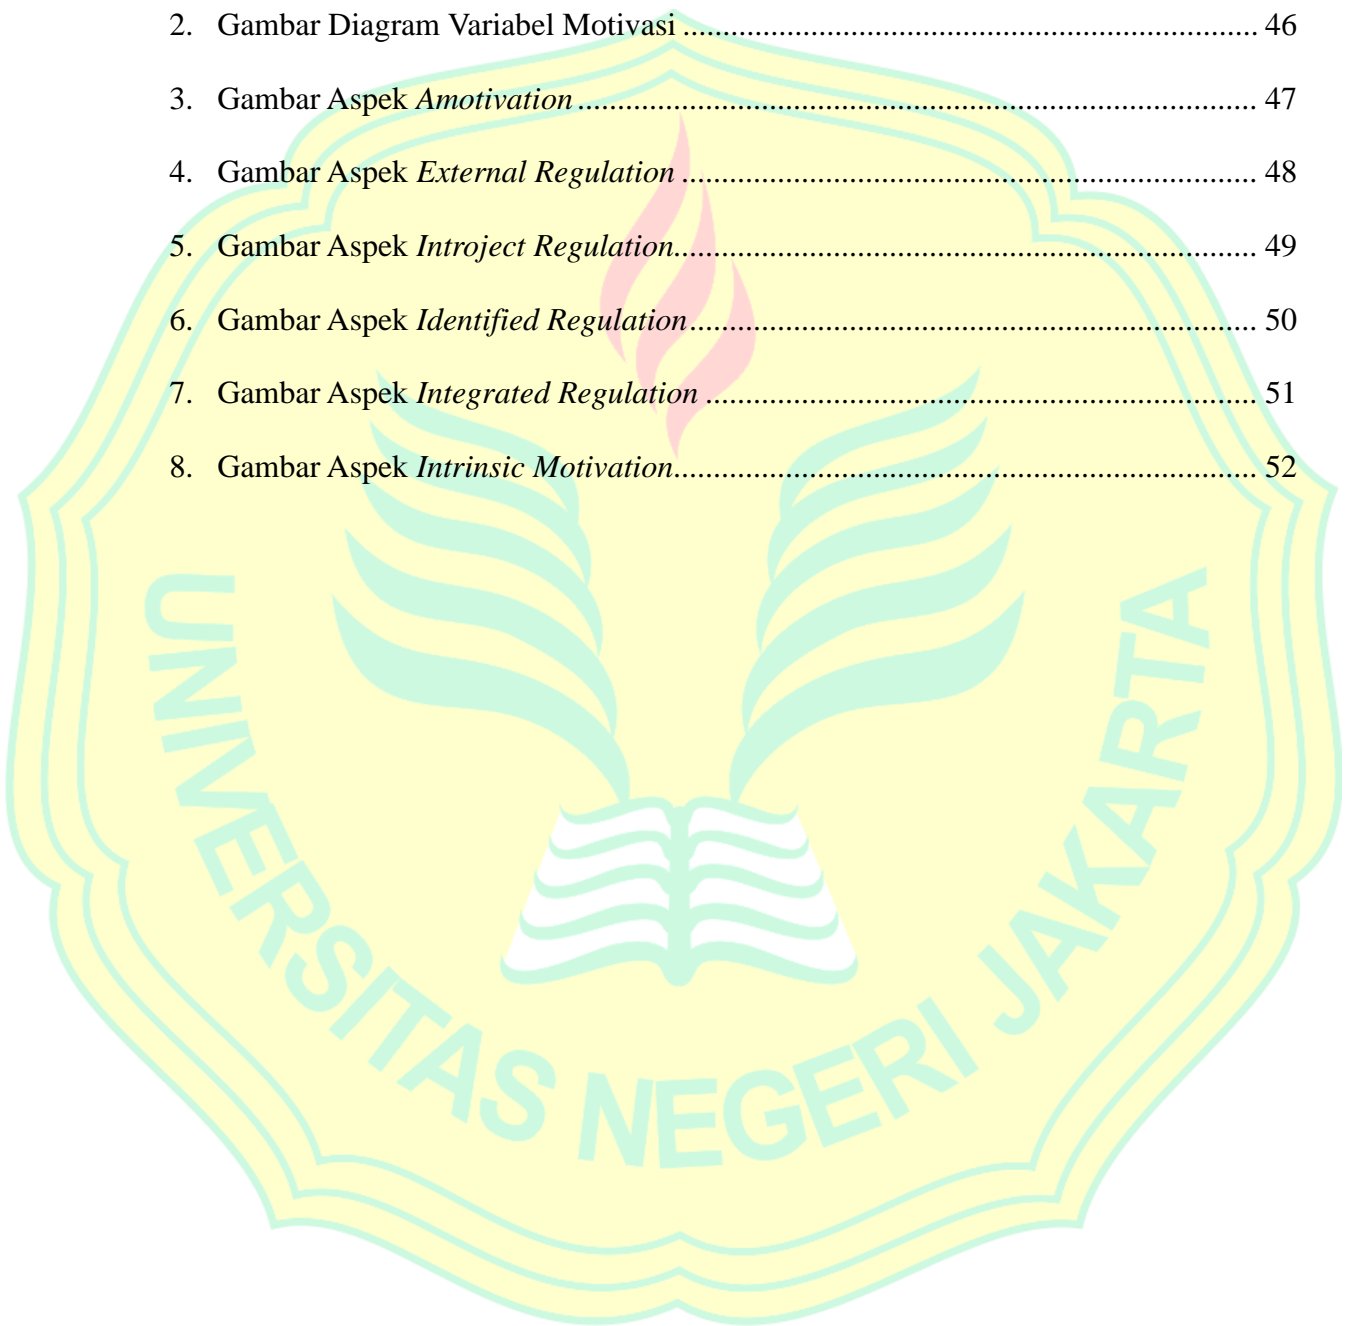 2. Gambar Diagram Variabel Motivasi ........................................................................ 46
3. Gambar Aspek Amotivation ..................................................................................... 47
4. Gambar Aspek External Regulation ........................................................................ 48
5. Gambar Aspek Introject Regulation......................................................................... 49
6. Gambar Aspek Identified Regulation ....................................................................... 50
7. Gambar Aspek Integrated Regulation ..................................................................... 51
8. Gambar Aspek Intrinsic Motivation......................................................................... 52
UNIVERSITAS NEGERI JAKARTA